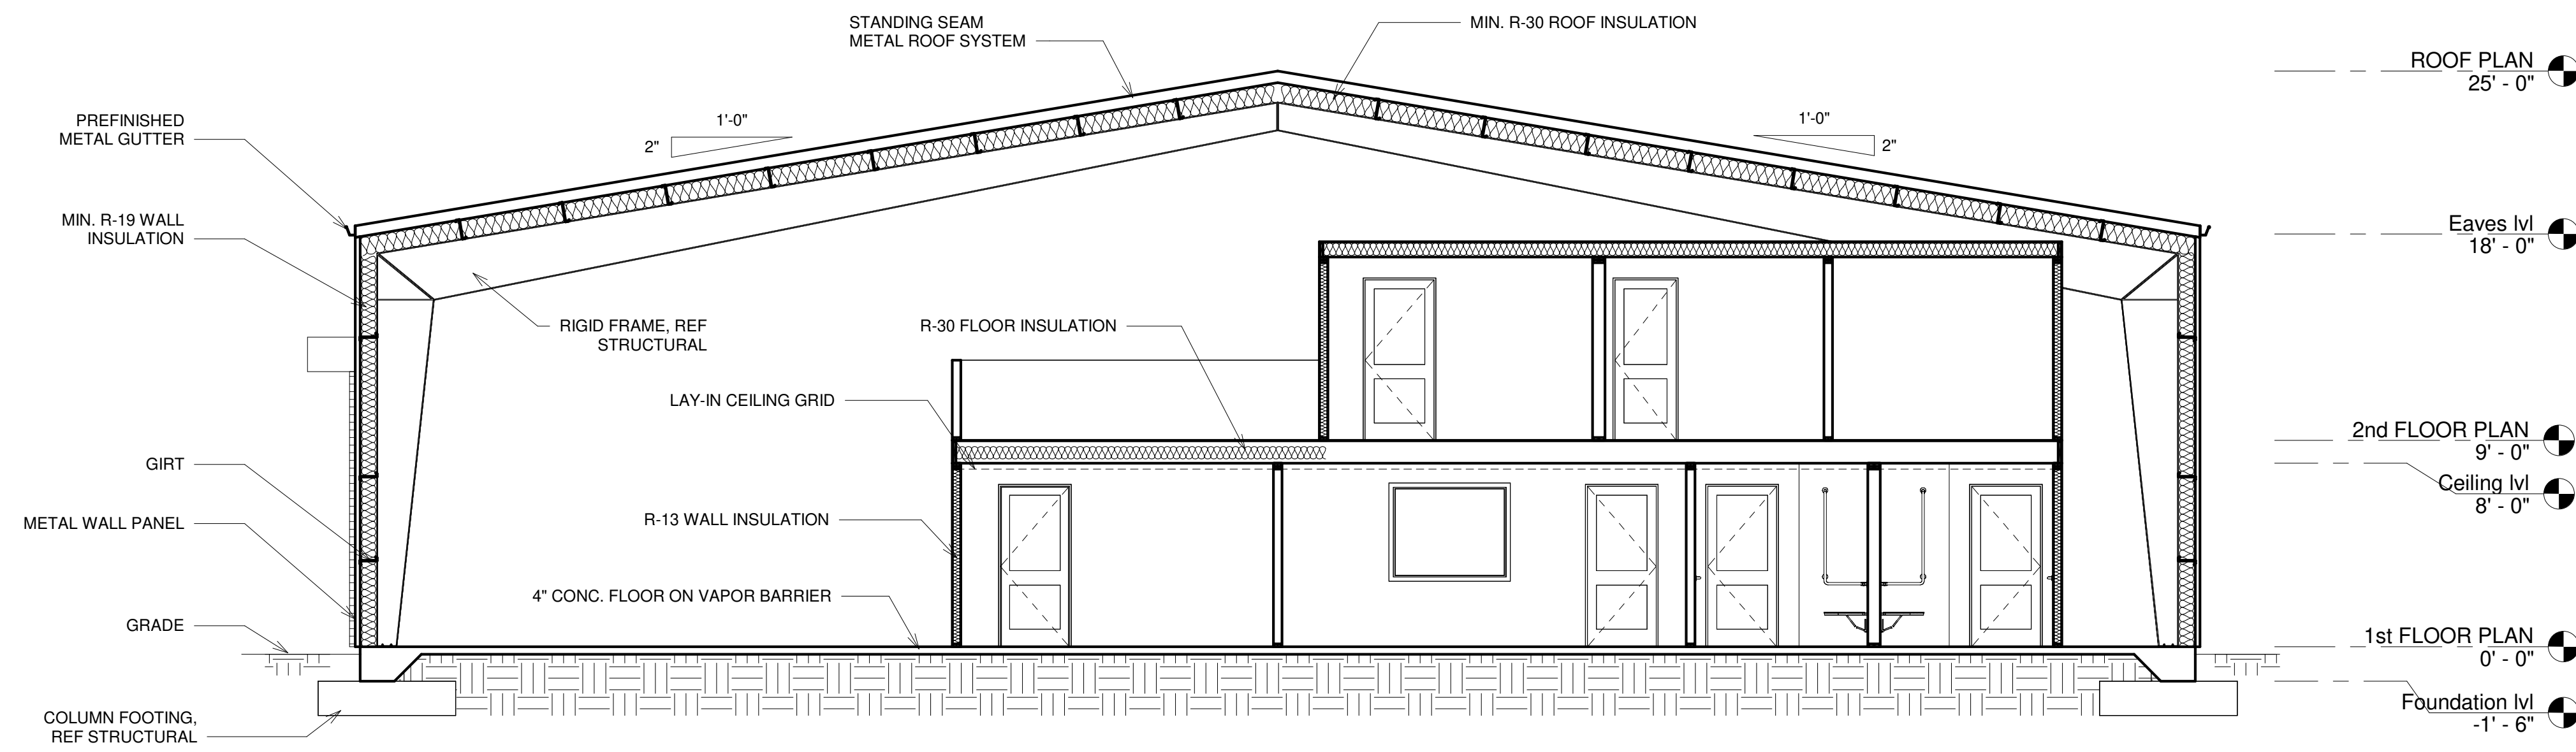 STANDING SEAM
METAL ROOF SYSTEM
MIN. R-30 ROOF INSULATION
ROOF PLAN
25' - 0"
PREFINISHED
METAL GUTTER
1'-0"
2"
1'-0"
2"
MIN. R-19 WALL
INSULATION
Eaves lvl
18' - 0"
RIGID FRAME, REF
STRUCTURAL
R-30 FLOOR INSULATION
LAY-IN CEILING GRID
2nd FLOOR PLAN
9' - 0"
GIRT
Ceiling lvl
8' - 0"
METAL WALL PANEL
R-13 WALL INSULATION
4" CONC. FLOOR ON VAPOR BARRIER
GRADE
1st FLOOR PLAN
0' - 0"
COLUMN FOOTING,
REF STRUCTURAL
Foundation lvl
-1' - 6"